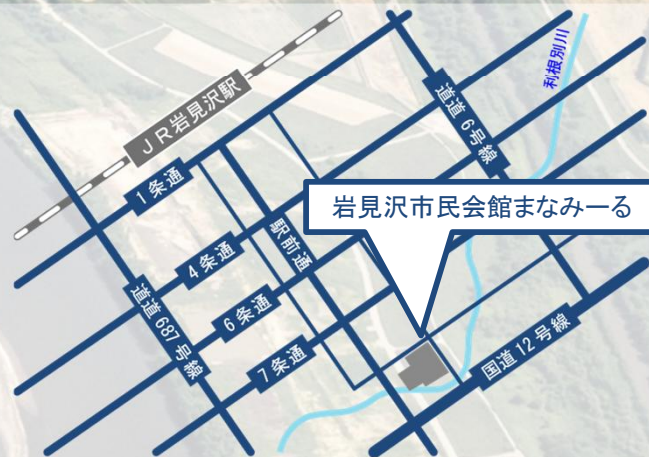 JR岩見沢駅
1条通
4条通
6条通
7条通
駅前通
道道687号線
道道6号線
利根別川
岩見沢市民会館まなみーる
国道12号線